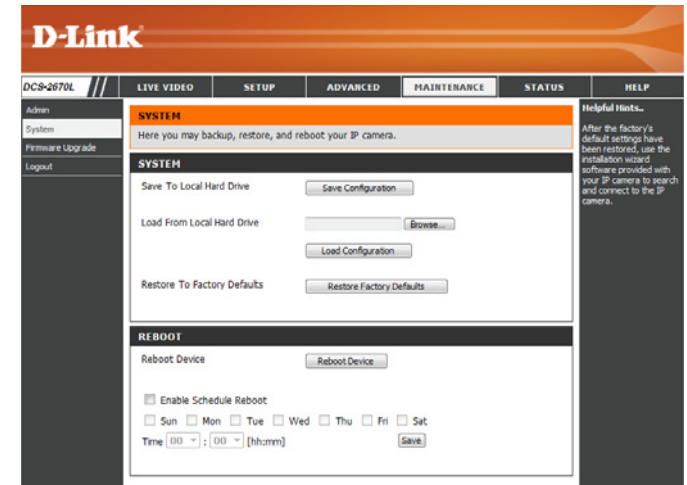 D-Link
DCS-2670L
LIVE VIDEO
SETUP
ADVANCED
MAINTENANCE
STATUS
HELP
Admin
System
Firmware Upgrade
Logout
SYSTEM
Here you may backup, restore, and reboot your IP camera.
SYSTEM
Save To Local Hard Drive
Save Configuration
Load From Local Hard Drive
Browse...
Load Configuration
Restore To Factory Defaults
Restore Factory Defaults
REBOOT
Reboot Device
Reboot Device
Enable Schedule Reboot
Sun Mon Tue Wed Thu Fri Sat
Time 00 : 00 [hh:mm]
Save
Helpful Hints..
After the factory's
default settings have
been restored, use the
installation wizard
software provided with
your IP camera to search
and connect to the IP
camera.